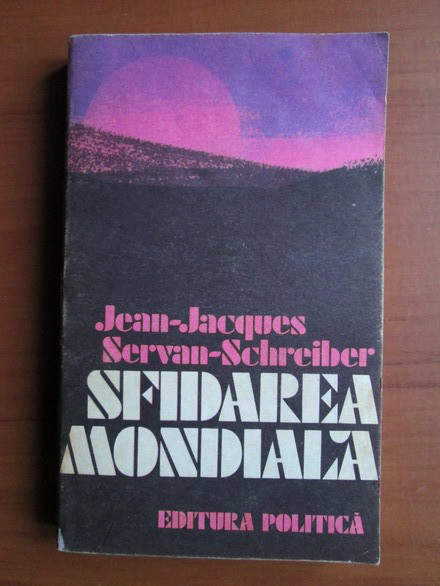 Jean-Jacques
Servan-Schreiber
SFIDAREA
MONDIALĂ
EDITURA POLITICĂ